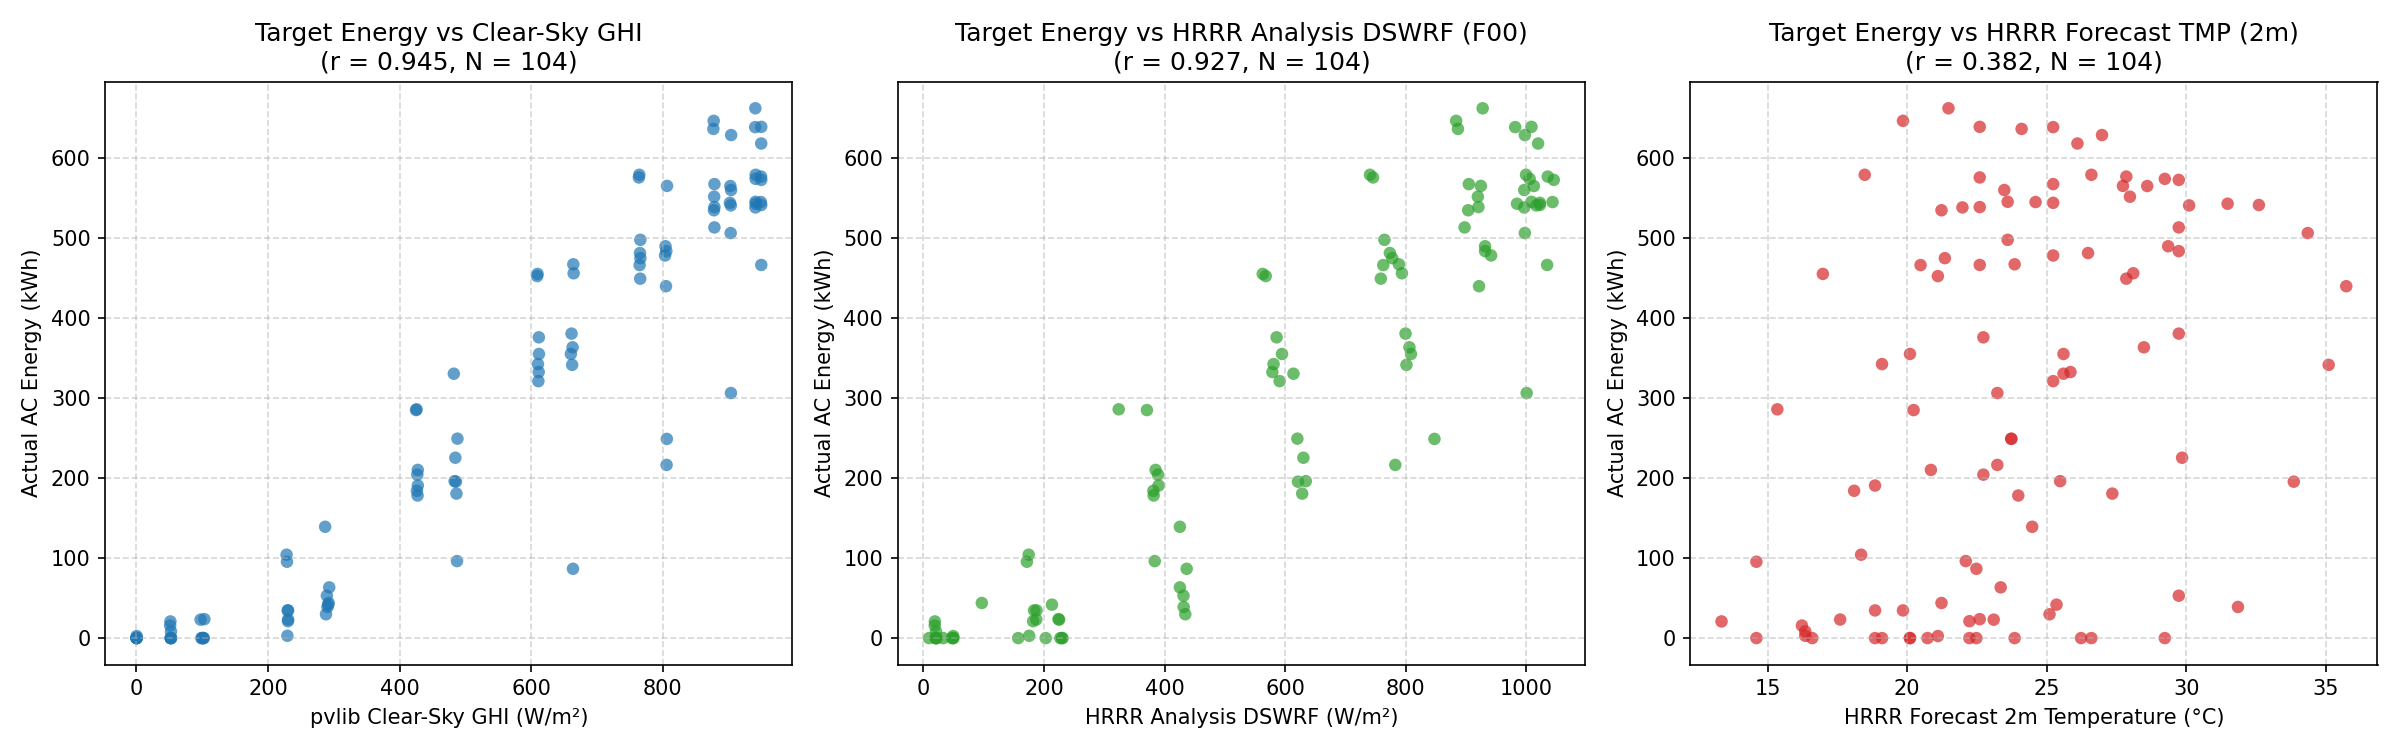 Target Energy vs Clear-Sky GHI
(r = 0.945, N = 104)
Actual AC Energy (kWh)
600
500
400
300
200
100
0
0 200 400 600 800
pvlib Clear-Sky GHI (W/m²)
Target Energy vs HRRR Analysis DSWRF (F00)
(r = 0.927, N = 104)
Actual AC Energy (kWh)
600
500
400
300
200
100
0
0 200 400 600 800 1000
HRRR Analysis DSWRF (W/m²)
Target Energy vs HRRR Forecast TMP (2m)
(r = 0.382, N = 104)
Actual AC Energy (kWh)
600
500
400
300
200
100
0
15 20 25 30 35
HRRR Forecast 2m Temperature (°C)